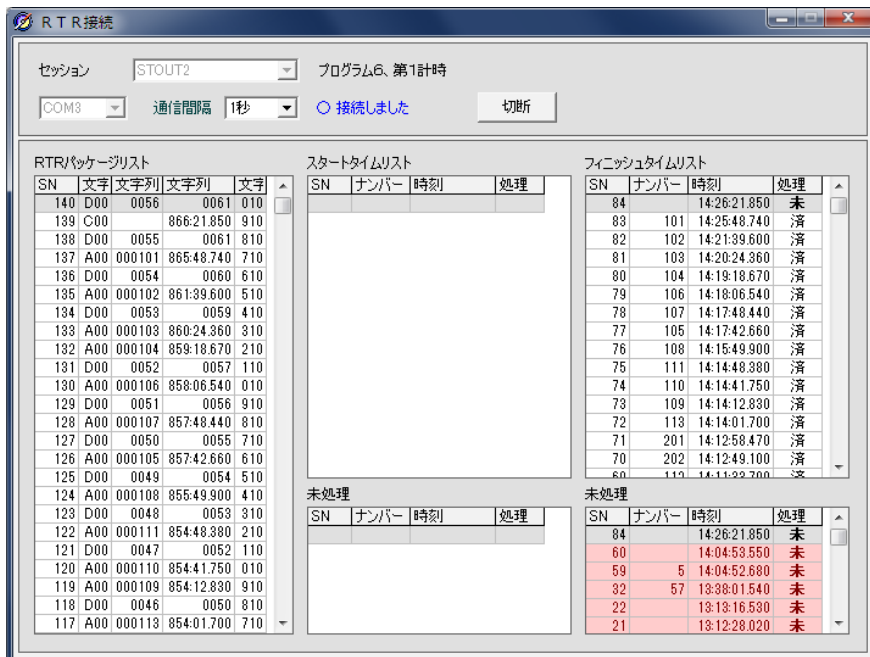 RTR接続
セッション STOUT2 プログラム6、第1計時
COM3 通信間隔 1秒 ○ 接続しました 切断
RTRパッケージリスト
SN 文字 文字列 文字列 文字
140 D00 0056 0061 010
139 C00 866:21.850 910
138 D00 0055 0061 810
137 A00 000101 865:48.740 710
136 D00 0054 0060 610
135 A00 000102 861:39.600 510
134 D00 0053 0059 410
133 A00 000103 860:24.360 310
132 A00 000104 859:18.670 210
131 D00 0052 0057 110
130 A00 000106 858:06.540 010
129 D00 0051 0056 910
128 A00 000107 857:48.440 810
127 D00 0050 0055 710
126 A00 000105 857:42.660 610
125 D00 0049 0054 510
124 A00 000108 855:49.900 410
123 D00 0048 0053 310
122 A00 000111 854:48.380 210
121 D00 0047 0052 110
120 A00 000110 854:41.750 010
119 A00 000109 854:12.830 910
118 D00 0046 0050 810
117 A00 000113 854:01.700 710
スタートタイムリスト
SN ナンバー 時刻 処理
未処理
SN ナンバー 時刻 処理
フィニッシュタイムリスト
SN ナンバー 時刻 処理
84 14:26:21.850 未
83 101 14:25:48.740 済
82 102 14:21:39.600 済
81 103 14:20:24.360 済
80 104 14:19:18.670 済
79 106 14:18:06.540 済
78 107 14:17:48.440 済
77 105 14:17:42.660 済
76 108 14:15:49.900 済
75 111 14:14:48.380 済
74 110 14:14:41.750 済
73 109 14:14:12.830 済
72 113 14:14:01.700 済
71 201 14:12:58.470 済
70 202 14:12:49.100 済
未処理
SN ナンバー 時刻 処理
84 14:26:21.850 未
60 14:04:53.550 未
59 5 14:04:52.680 未
32 57 13:38:01.540 未
22 13:13:16.530 未
21 13:12:28.020 未